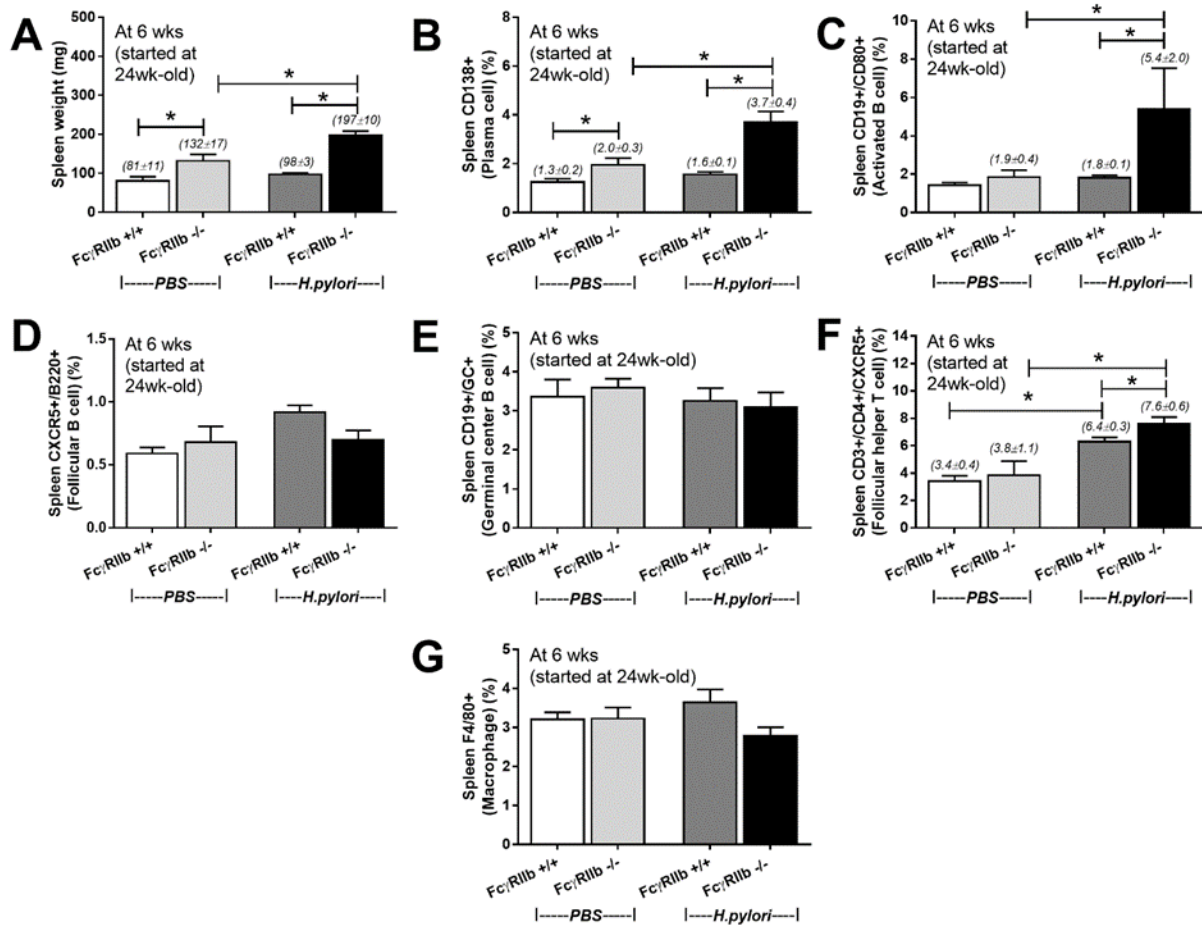 A
At 6 wks
(started at
24wk-old)
Spleen weight (mg)
500
400
300
200
100
0
*
*
*
(81±11)
(132±17)
(98±3)
(197±10)
FcγRIIb +/+
FcγRIIb -/-
FcγRIIb +/+
FcγRIIb -/-
|-----PBS-----|
|----H.pylori----|
B
At 6 wks
(started at
24wk-old)
Spleen CD138+
(Plasma cell) (%)
8
6
4
2
0
*
*
*
(1.3±0.2)
(2.0±0.3)
(1.6±0.1)
(3.7±0.4)
FcγRIIb +/+
FcγRIIb -/-
FcγRIIb +/+
FcγRIIb -/-
|-----PBS-----|
|----H.pylori----|
C
At 6 wks
(started at
24wk-old)
Spleen CD19+/CD80+
(Activated B cell) (%)
10
8
6
4
2
0
*
*
(5.4±2.0)
(1.9±0.4)
(1.8±0.1)
FcγRIIb +/+
FcγRIIb -/-
FcγRIIb +/+
FcγRIIb -/-
|-----PBS-----|
|----H.pylori----|
D
At 6 wks
(started at
24wk-old)
Spleen CXCR5+/B220+
(Follicular B cell) (%)
1.5
1.0
0.5
0.0
FcγRIIb +/+
FcγRIIb -/-
FcγRIIb +/+
FcγRIIb -/-
|-----PBS-----|
|----H.pylori----|
E
At 6 wks
(started at 24wk-old)
Spleen CD19+/GC+
(Germinal center B cell) (%)
5
4
3
2
1
0
FcγRIIb +/+
FcγRIIb -/-
FcγRIIb +/+
FcγRIIb -/-
|-----PBS-----|
|----H.pylori----|
F
At 6 wks
(started at
24wk-old)
Spleen CD3+/CD4+/CXCR5+
(Follicular helper T cell) (%)
14
12
10
8
6
4
2
0
*
*
*
(3.4±0.4)
(3.8±1.1)
(6.4±0.3)
(7.6±0.6)
FcγRIIb +/+
FcγRIIb -/-
FcγRIIb +/+
FcγRIIb -/-
|-----PBS-----|
|----H.pylori----|
G
At 6 wks
(started at 24wk-old)
Spleen F4/80+
(Macrophage) (%)
5
4
3
2
1
0
FcγRIIb +/+
FcγRIIb -/-
FcγRIIb +/+
FcγRIIb -/-
|-----PBS-----|
|----H.pylori----|